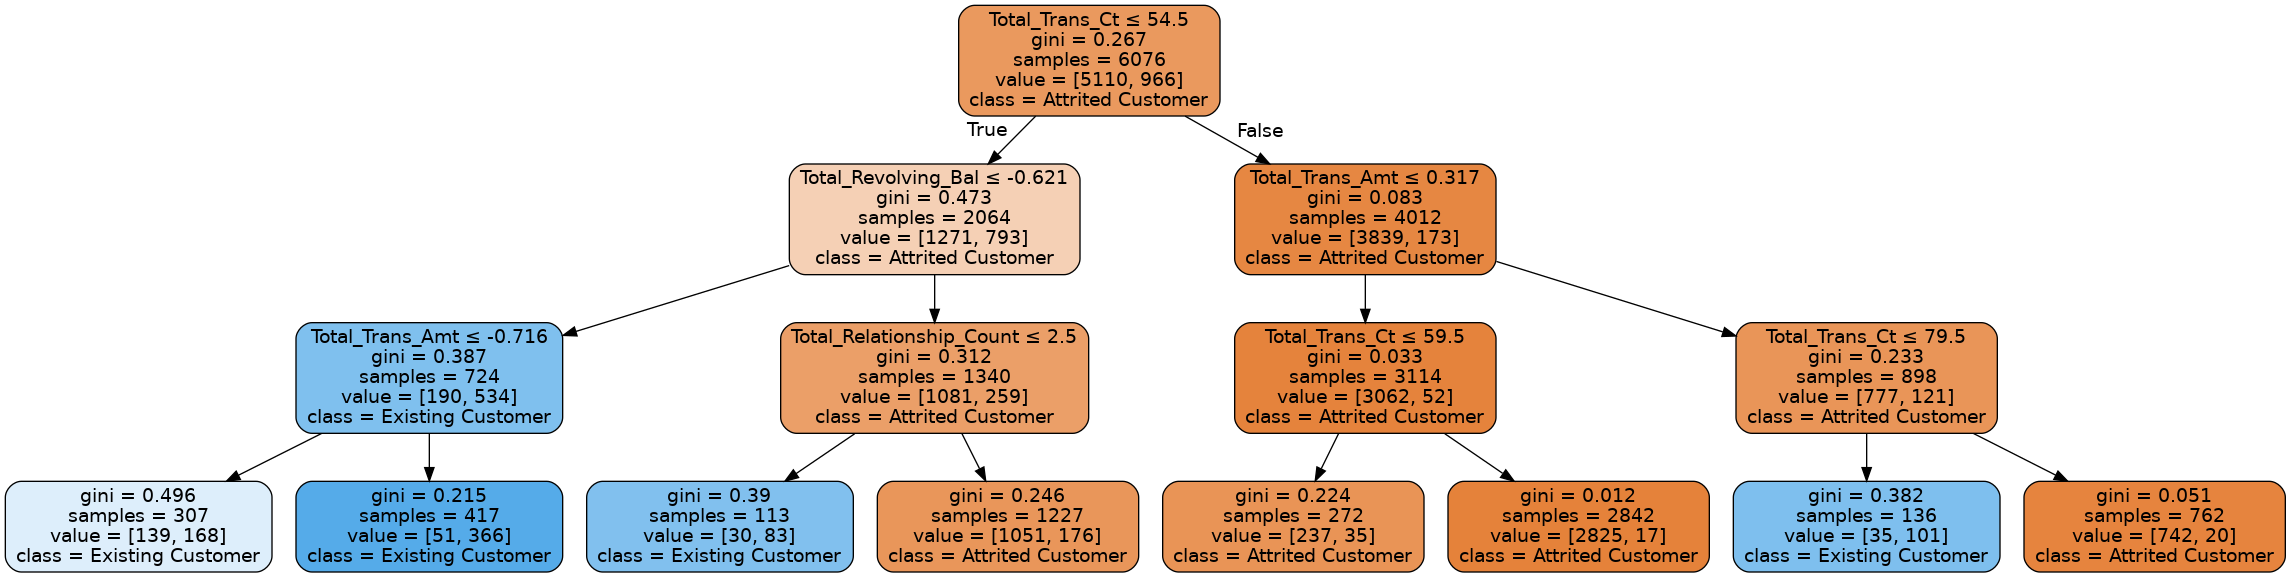 Total_Trans_Ct ≤ 54.5
gini = 0.267
samples = 6076
value = [5110, 966]
class = Attrited Customer
True
False
Total_Revolving_Bal ≤ -0.621
gini = 0.473
samples = 2064
value = [1271, 793]
class = Attrited Customer
Total_Trans_Amt ≤ 0.317
gini = 0.083
samples = 4012
value = [3839, 173]
class = Attrited Customer
Total_Trans_Amt ≤ -0.716
gini = 0.387
samples = 724
value = [190, 534]
class = Existing Customer
Total_Relationship_Count ≤ 2.5
gini = 0.312
samples = 1340
value = [1081, 259]
class = Attrited Customer
Total_Trans_Ct ≤ 59.5
gini = 0.033
samples = 3114
value = [3062, 52]
class = Attrited Customer
Total_Trans_Ct ≤ 79.5
gini = 0.233
samples = 898
value = [777, 121]
class = Attrited Customer
gini = 0.496
samples = 307
value = [139, 168]
class = Existing Customer
gini = 0.215
samples = 417
value = [51, 366]
class = Existing Customer
gini = 0.39
samples = 113
value = [30, 83]
class = Existing Customer
gini = 0.246
samples = 1227
value = [1051, 176]
class = Attrited Customer
gini = 0.224
samples = 272
value = [237, 35]
class = Attrited Customer
gini = 0.012
samples = 2842
value = [2825, 17]
class = Attrited Customer
gini = 0.382
samples = 136
value = [35, 101]
class = Existing Customer
gini = 0.051
samples = 762
value = [742, 20]
class = Attrited Customer